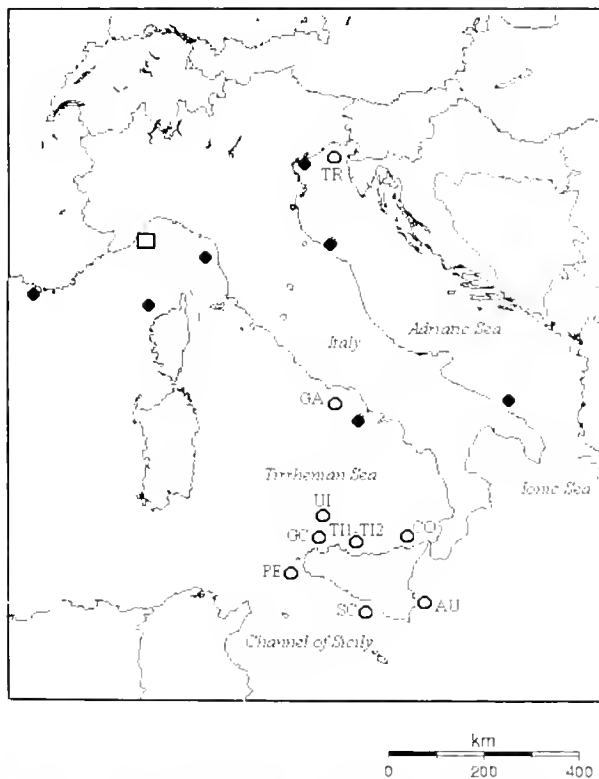 TR
Adriatic Sea
Italy
GA
Tirrhenian Sea
Ionic Sea
UI
GC TI1-TI2 CO
PE
SC AU
Channel of Sicily
km
0 200 400